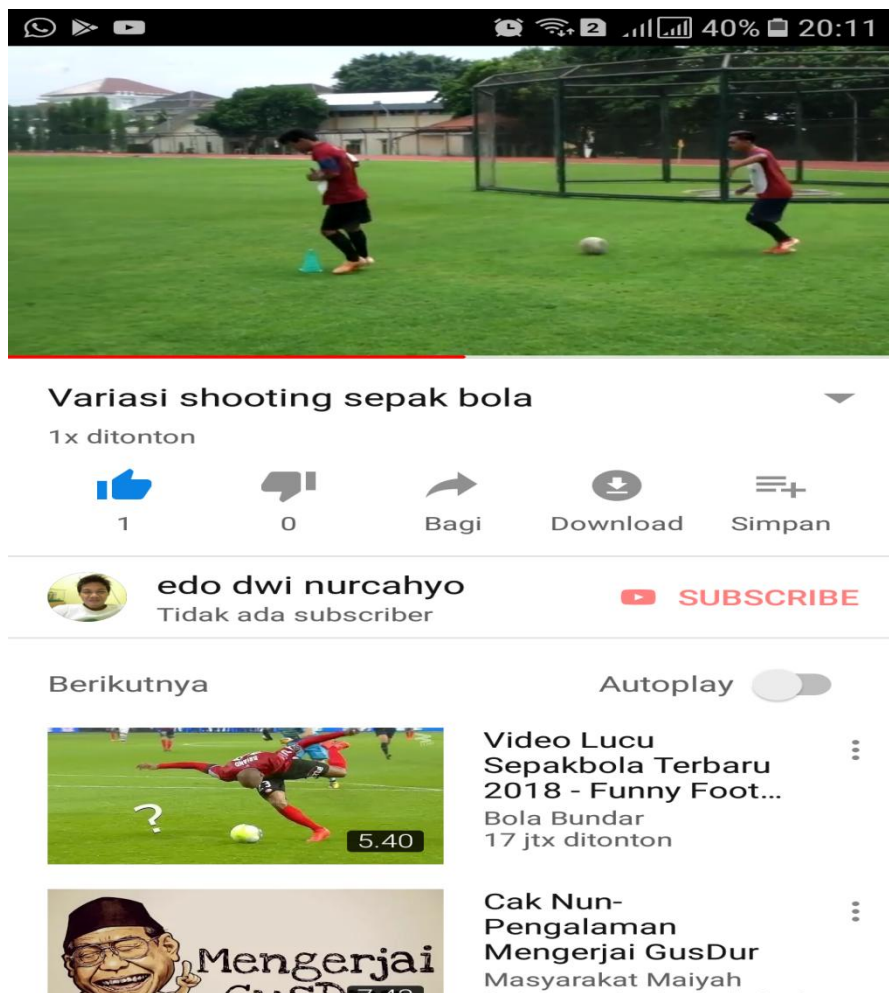 2 40% 20:11
Variasi shooting sepak bola
1x ditonton
1 0 Bagi Download Simpan
edo dwi nurcahyo
Tidak ada subscriber
SUBSCRIBE
Berikutnya Autoplay
?
5.40
Video Lucu
Sepakbola Terbaru
2018 - Funny Foot...
Bola Bundar
17 jtx ditonton
Mengerjai
Cak Nun-
Pengalaman
Mengerjai GusDur
Masyarakat Maiyah